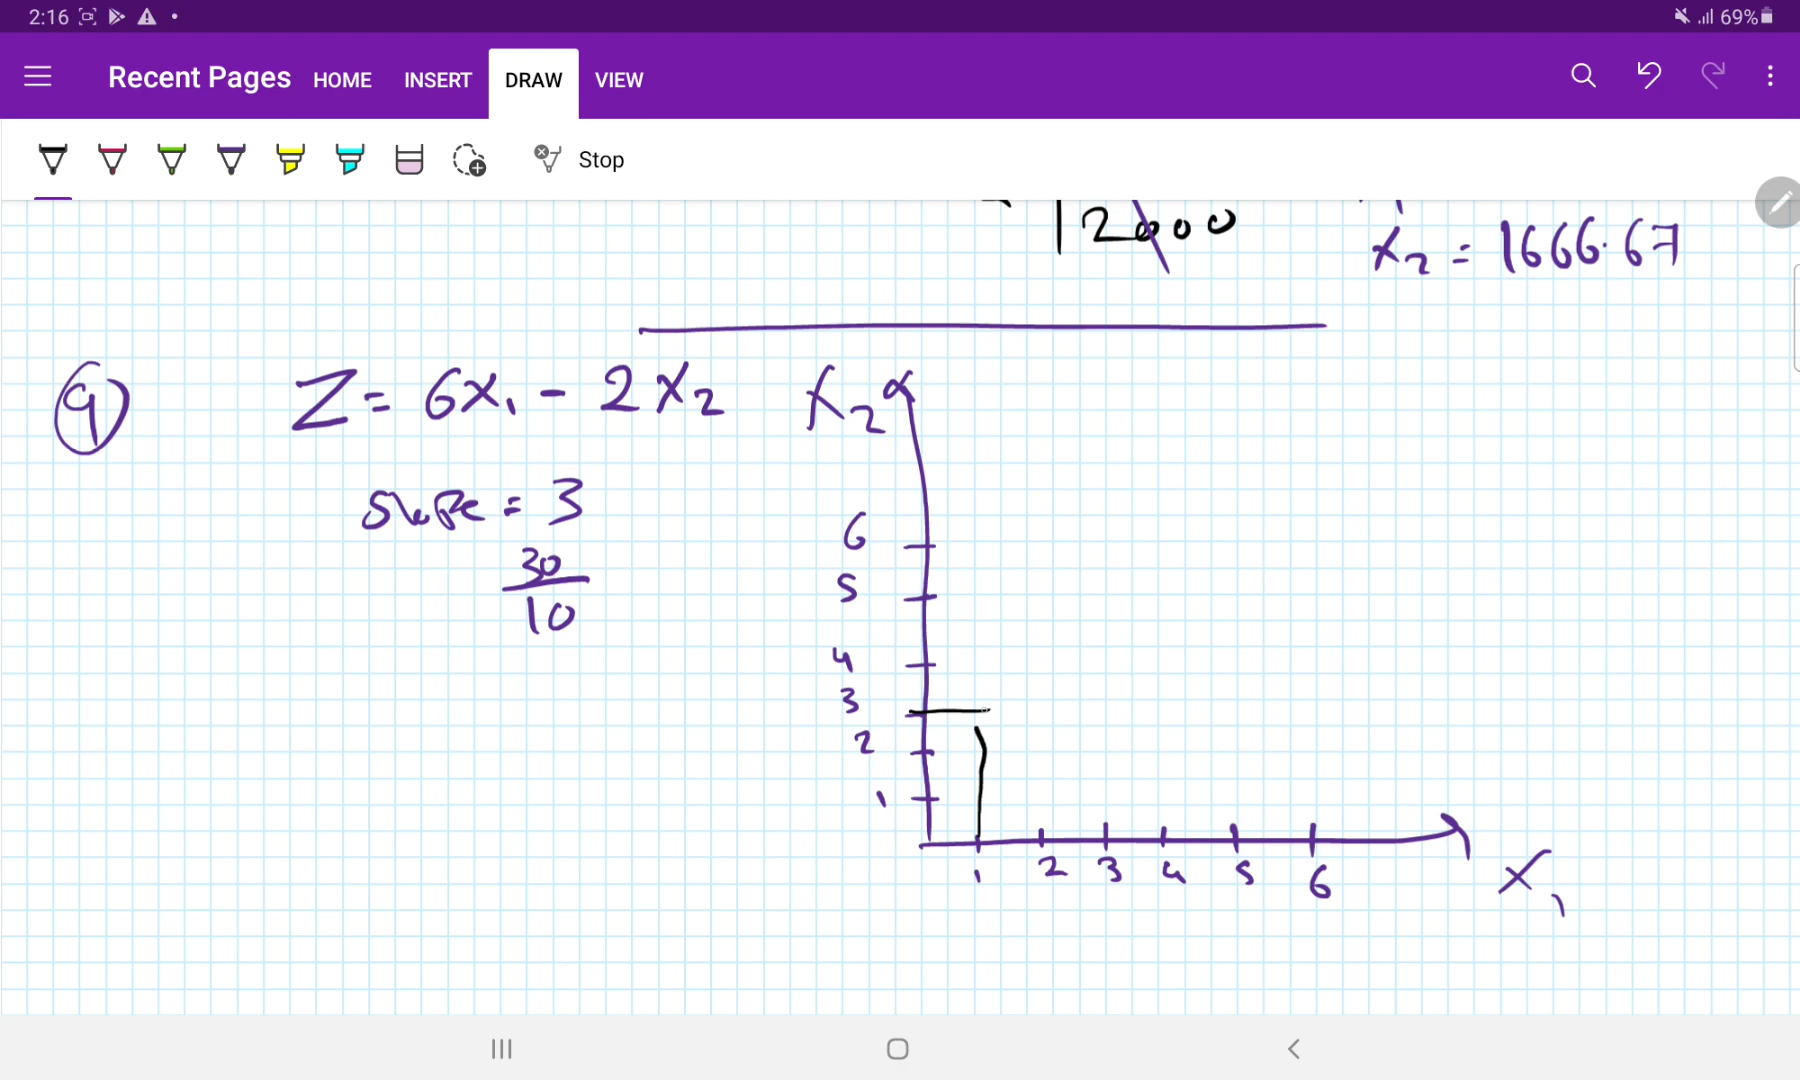 2:16 69%
Recent Pages HOME INSERT DRAW VIEW
Stop
12000
x2 = 1666.67
9 Z = 6x1 - 2x2 x2
slope = 3
30
10
6
5
4
3
2
1
1 2 3 4 5 6
x1